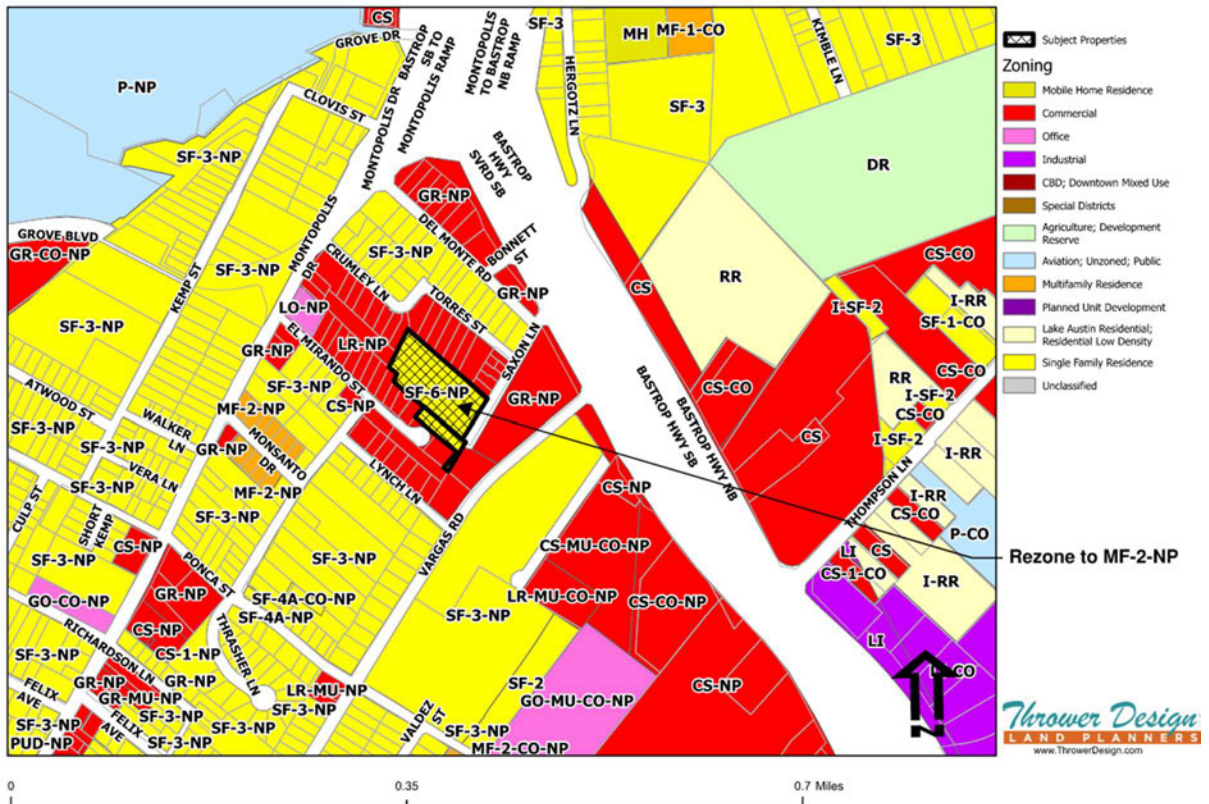 CS
GROVE DR
BASTROP
SB TO
MONTOPOLIS RAMP
MONTOPOLIS
TO BASTROP
NB RAMP
SF-3
MH
MF-1-CO
KIMBLE LN
SF-3
P-NP
CLOVIS ST
MONTOPOLIS DR
HERGOTZ LN
SF-3
SF-3-NP
BASTROP
HWY
SVRD SB
DR
GR-NP
GROVE BLVD
GR-CO-NP
KEMP ST
SF-3-NP
MONTOPOLIS
DR
CRUMLEY LN
SF-3-NP
DEL MONTE RD
BONNETT
ST
CS-CO
LO-NP
TORRES ST
GR-NP
CS
RR
I-SF-2
I-RR
SF-1-CO
SF-3-NP
GR-NP
EL MIRANDO ST
LR-NP
SAXON LN
CS-CO
SF-3-NP
SF-6-NP
GR-NP
CS-CO
RR
I-SF-2
CS-CO
ATWOOD ST
MF-2-NP
CS-NP
BASTROP HWY NB
BASTROP HWY SB
CS
I-SF-2
I-RR
SF-3-NP
WALKER
LN
SF-3-NP
GR-NP
MONSANTO
DR
LYNCH LN
VERA LN
SF-3-NP
MF-2-NP
CS-NP
THOMPSON LN
I-RR
CS-CO
CULP ST
SHORT
KEMP
SF-3-NP
VARGAS RD
P-CO
SF-3-NP
CS-NP
SF-3-NP
CS-MU-CO-NP
LI
CS
CS-1-CO
Rezone to MF-2-NP
PONCA ST
GR-NP
SF-4A-CO-NP
SF-4A-NP
SF-3-NP
LR-MU-CO-NP
CS-CO-NP
I-RR
GO-CO-NP
CS-NP
CS-1-NP
THRASHER LN
LI
RICHARDSON LN
SF-3-NP
GR-NP
GR-NP
LR-MU-NP
SF-2
GO-MU-CO-NP
CS-NP
N
FELIX
AVE
GR-MU-NP
SF-3-NP
SF-3-NP
VALDEZ
ST
SF-3-NP
FELIX
AVE
SF-3-NP
SF-3-NP
SF-3-NP
PUD-NP
MF-2-CO-NP
Subject Properties
Zoning
Mobile Home Residence
Commercial
Office
Industrial
CBD; Downtown Mixed Use
Special Districts
Agriculture; Development
Reserve
Aviation; Unzoned; Public
Multifamily Residence
Planned Unit Development
Lake Austin Residential;
Residential Low Density
Single Family Residence
Unclassified
Thrower Design
LAND PLANNERS
www.ThrowerDesign.com
0 0.35 0.7 Miles